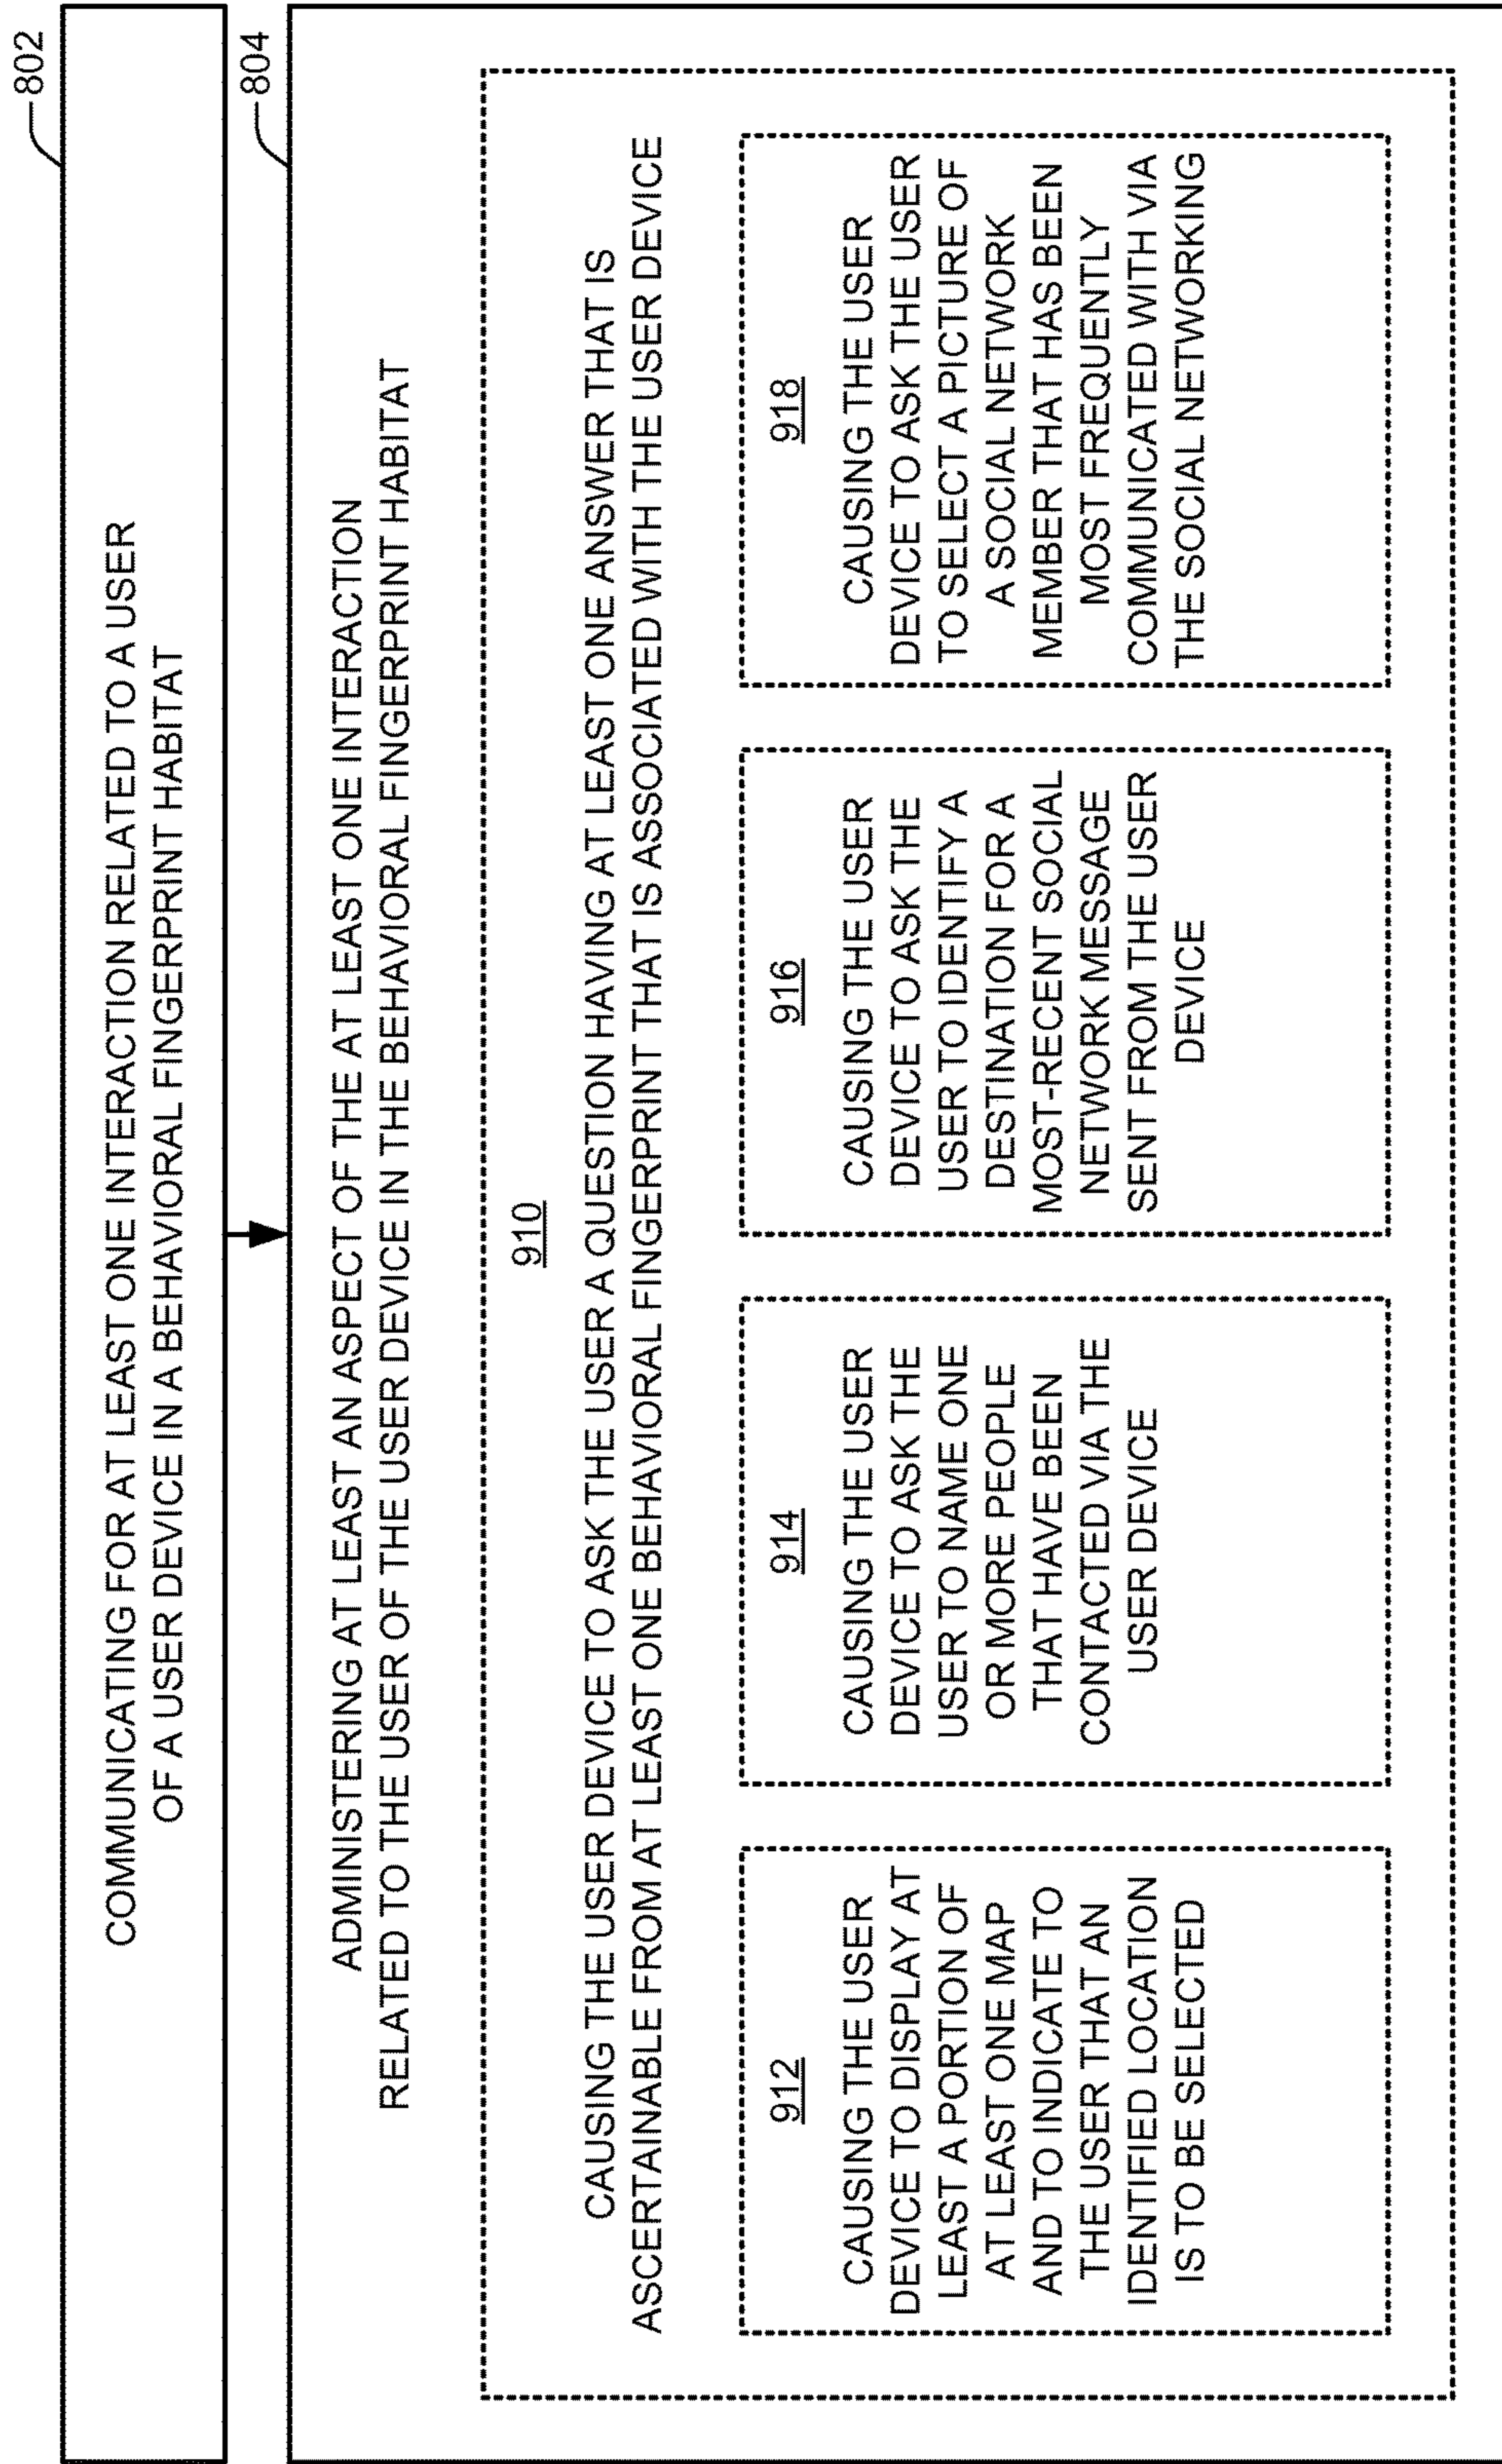 802
COMMUNICATING FOR AT LEAST ONE INTERACTION RELATED TO A USER
OF A USER DEVICE IN A BEHAVIORAL FINGERPRINT HABITAT
804
ADMINISTERING AT LEAST AN ASPECT OF THE AT LEAST ONE INTERACTION
RELATED TO THE USER OF THE USER DEVICE IN THE BEHAVIORAL FINGERPRINT HABITAT
910
CAUSING THE USER DEVICE TO ASK THE USER A QUESTION HAVING AT LEAST ONE ANSWER THAT IS
ASCERTAINABLE FROM AT LEAST ONE BEHAVIORAL FINGERPRINT THAT IS ASSOCIATED WITH THE USER DEVICE
912
CAUSING THE USER
DEVICE TO DISPLAY AT
LEAST A PORTION OF
AT LEAST ONE MAP
AND TO INDICATE TO
THE USER THAT AN
IDENTIFIED LOCATION
IS TO BE SELECTED
914
CAUSING THE USER
DEVICE TO ASK THE
USER TO NAME ONE
OR MORE PEOPLE
THAT HAVE BEEN
CONTACTED VIA THE
USER DEVICE
916
CAUSING THE USER
DEVICE TO ASK THE
USER TO IDENTIFY A
DESTINATION FOR A
MOST-RECENT SOCIAL
NETWORK MESSAGE
SENT FROM THE USER
DEVICE
918
CAUSING THE USER
DEVICE TO ASK THE USER
TO SELECT A PICTURE OF
A SOCIAL NETWORK
MEMBER THAT HAS BEEN
MOST FREQUENTLY
COMMUNICATED WITH VIA
THE SOCIAL NETWORKING